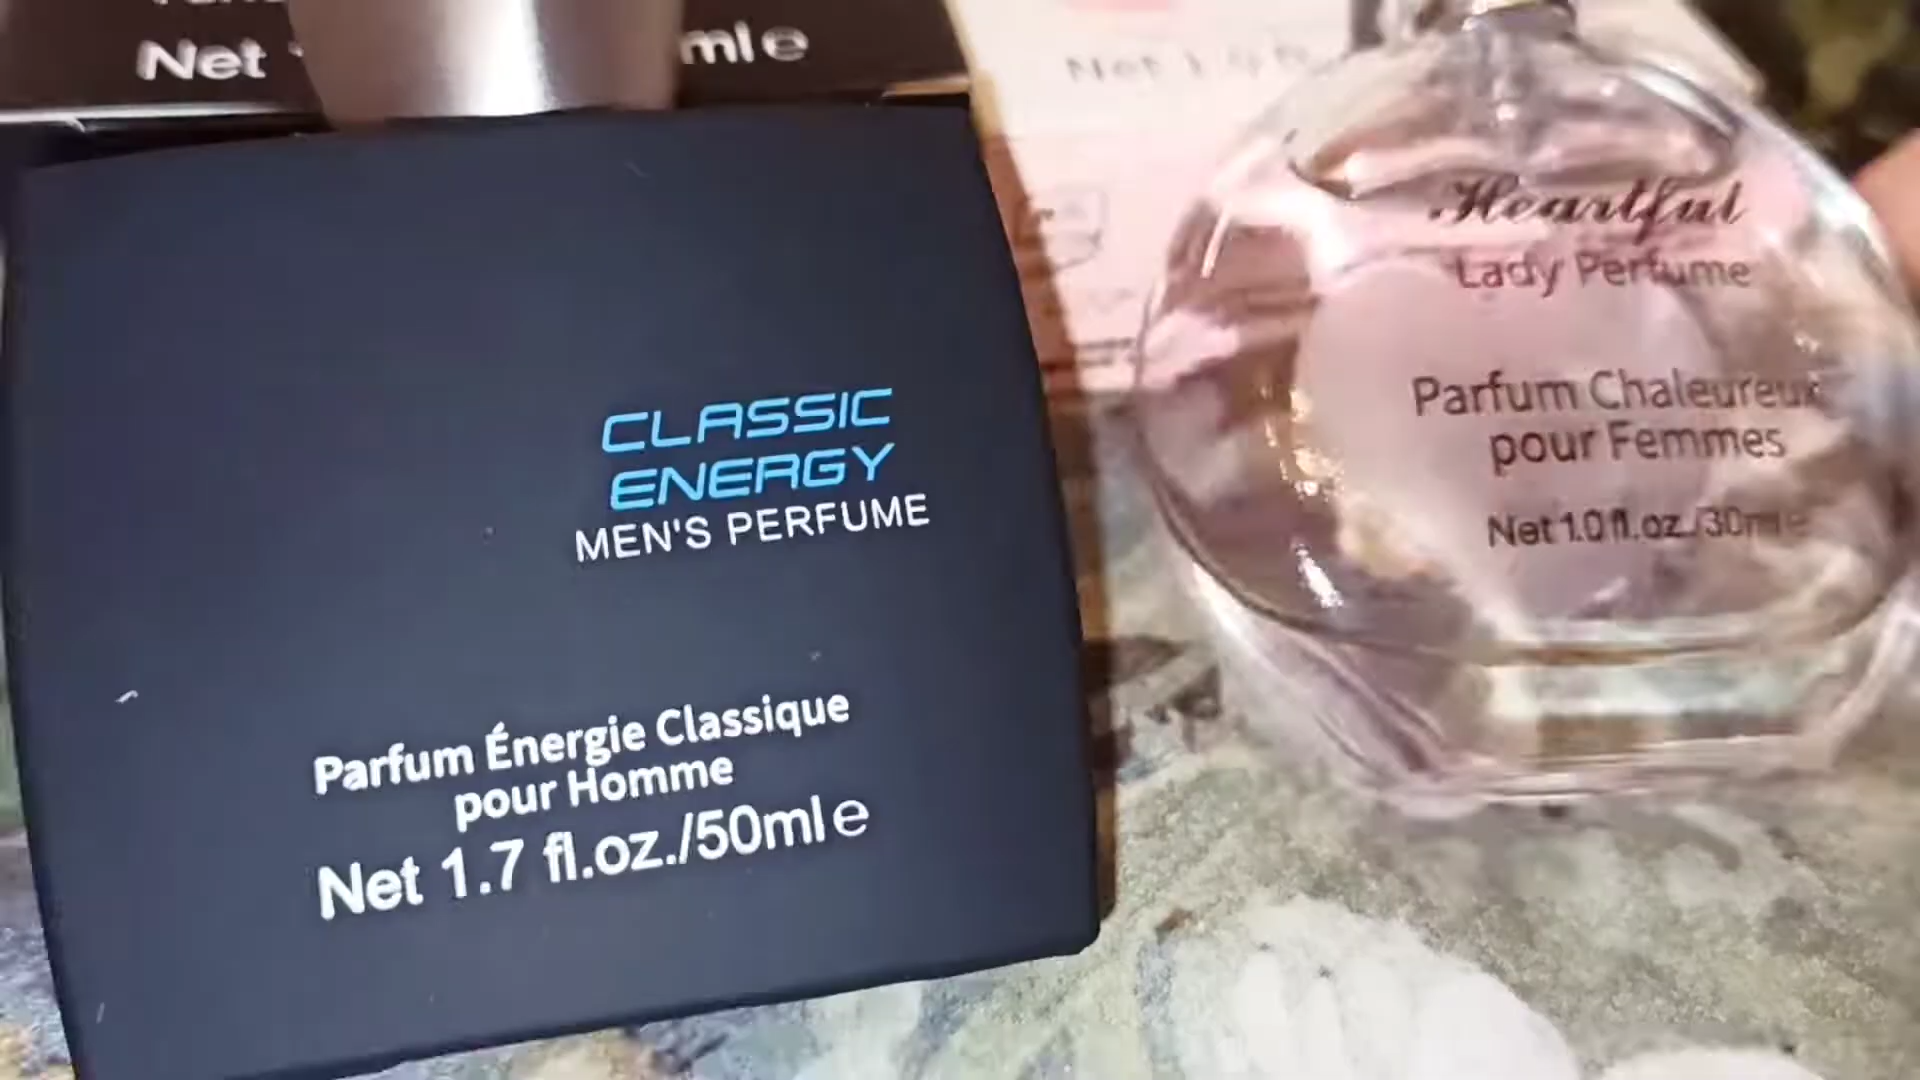 Net
ml e
CLASSIC
ENERGY
MEN'S PERFUME
Parfum Énergie Classique
pour Homme
Net 1.7 fl.oz./50ml e
Heartful
Lady Perfume
Parfum Chaleureux
pour Femmes
Net 1.0 fl.oz./30ml e
Net